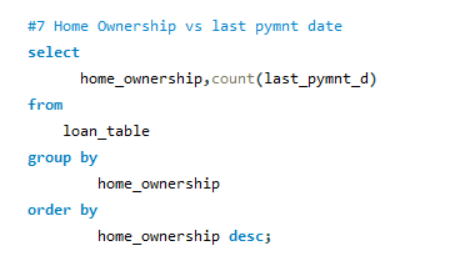 #7 Home Ownership vs last pymnt date
select
home_ownership,count(last_pymnt_d)
from
loan_table
group by
home_ownership
order by
home_ownership desc;